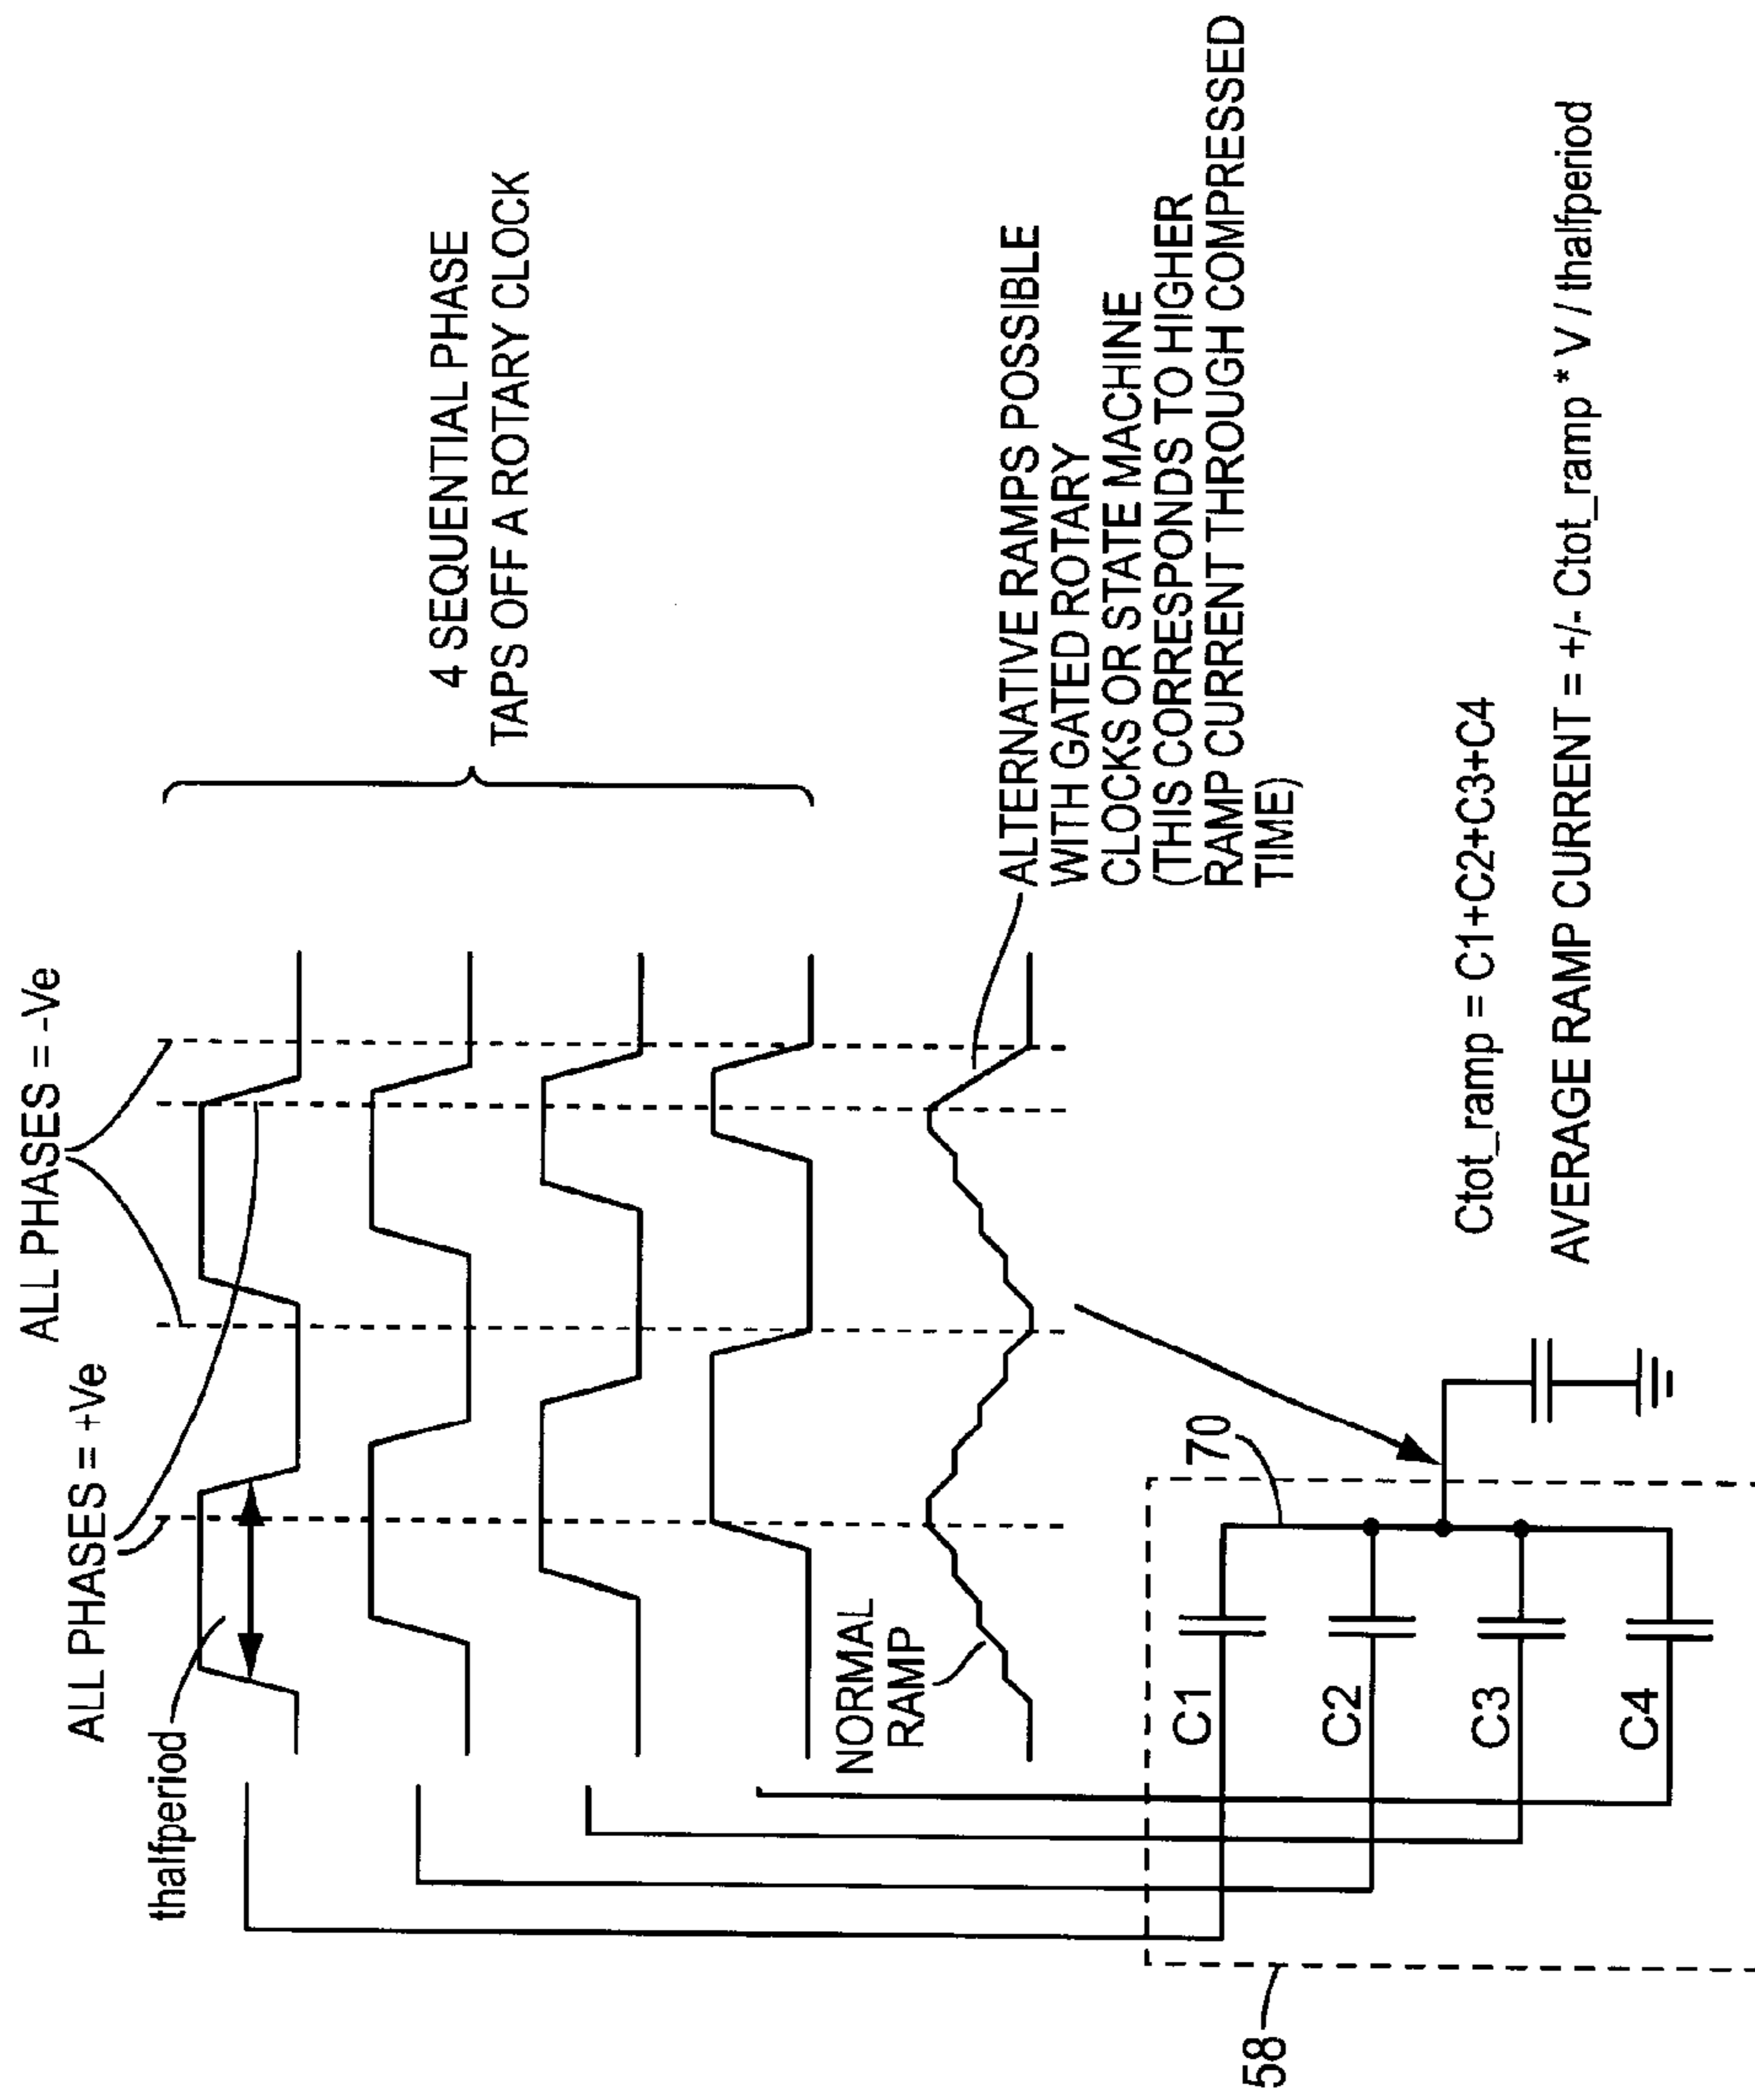 ALL PHASES = -Ve
ALL PHASES = +Ve
thalfperiod
4 SEQUENTIAL PHASE
TAPS OFF A ROTARY CLOCK
NORMAL
RAMP
ALTERNATIVE RAMPS POSSIBLE
WITH GATED ROTARY
CLOCKS OR STATE MACHINE
(THIS CORRESPONDS TO HIGHER
RAMP CURRENT THROUGH COMPRESSED
TIME)
70
C1
C2
C3
C4
58
Ctot_ramp = C1+C2+C3+C4
AVERAGE RAMP CURRENT = +/- Ctot_ramp * V / thalfperiod